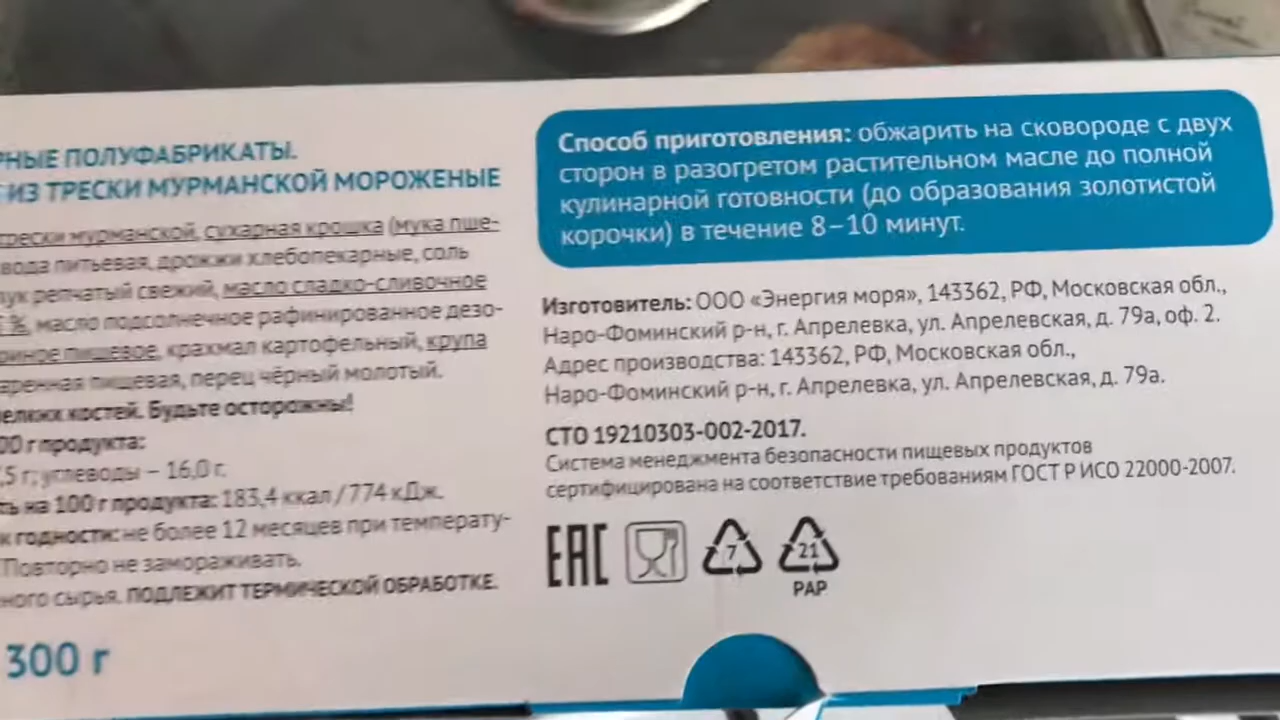 РНЫЕ ПОЛУФАБРИКАТЫ.
ИЗ ТРЕСКИ МУРМАНСКОЙ МОРОЖЕНЫЕ
трески мурманской, сухарная крошка (мука пше-
вода питьевая, дрожжи хлебопекарные, соль
лук репчатый свежий, масло сладко-сливочное
%, масло подсолнечное рафинированное дезо-
пищевое, крахмал картофельный, крупа
пищевая, перец чёрный молотый.
мелких костей. Будьте осторожны!
00 г продукта:
,5 г; углеводы – 16,0 г.
ть на 100 г продукта: 183,4 ккал/774 кДж.
к годности: не более 12 месяцев при температу-
Повторно не замораживать.
ного сырья. ПОДЛЕЖИТ ТЕРМИЧЕСКОЙ ОБРАБОТКЕ.
300 г
Способ приготовления: обжарить на сковороде с двух
сторон в разогретом растительном масле до полной
кулинарной готовности (до образования золотистой
корочки) в течение 8–10 минут.
Изготовитель: ООО «Энергия моря», 143362, РФ, Московская обл.,
Наро-Фоминский р-н, г. Апрелевка, ул. Апрелевская, д. 79а, оф. 2.
Адрес производства: 143362, РФ, Московская обл.,
Наро-Фоминский р-н, г. Апрелевка, ул. Апрелевская, д. 79а.
СТО 19210303-002-2017.
Система менеджмента безопасности пищевых продуктов
сертифицирована на соответствие требованиям ГОСТ Р ИСО 22000-2007.
ЕАС
7
21
PAP